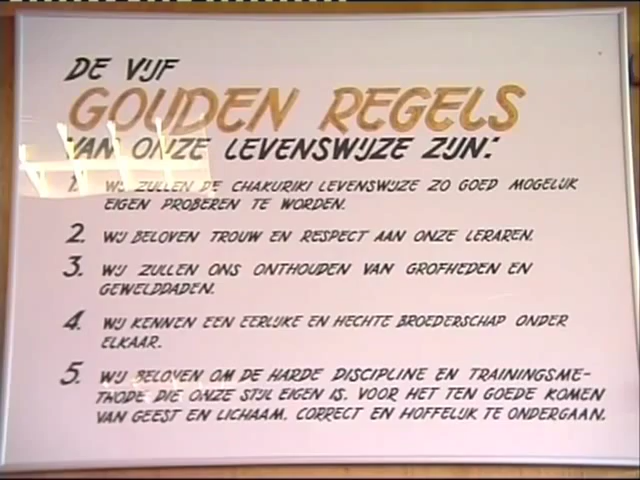 DE VIJF
GOUDEN REGELS
VAN ONZE LEVENSWIJZE ZIJN:
1. WIJ ZULLEN DE CHAKURIKI LEVENSWIJZE ZO GOED MOGELIJK
EIGEN PROBEREN TE WORDEN.
2. WIJ BELOVEN TROUW EN RESPECT AAN ONZE LERAREN.
3. WIJ ZULLEN ONS ONTHOUDEN VAN GROFHEDEN EN
GEWELDDADEN.
4. WIJ KENNEN EEN EERLIJKE EN HECHTE BROEDERSCHAP ONDER
ELKAAR.
5. WIJ BELOVEN OM DE HARDE DISCIPLINE EN TRAININGSME-
THODE DIE ONZE STIJL EIGEN IS, VOOR HET TEN GOEDE KOMEN
VAN GEEST EN LICHAAM, CORRECT EN HOFFELIJK TE ONDERGAAN.